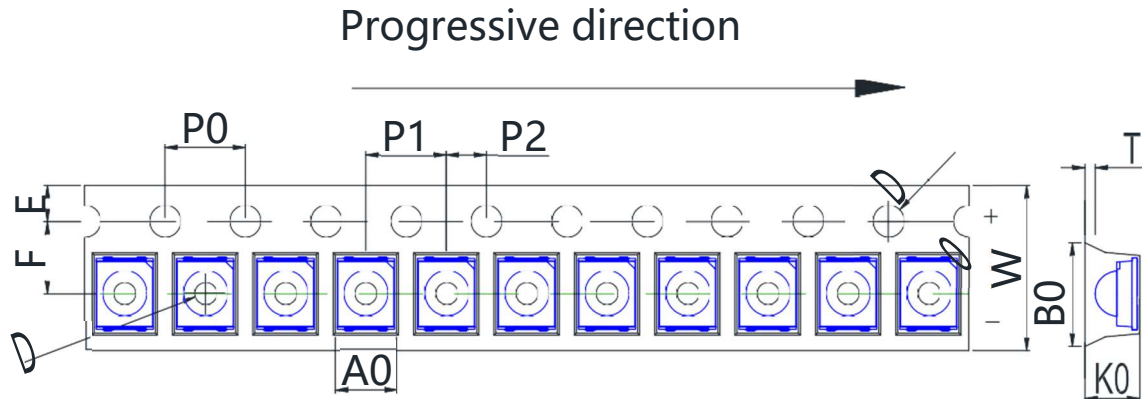 Progressive direction
P0
P1
P2
T
E
D
+
F
W
B0
−
D
A0
K0